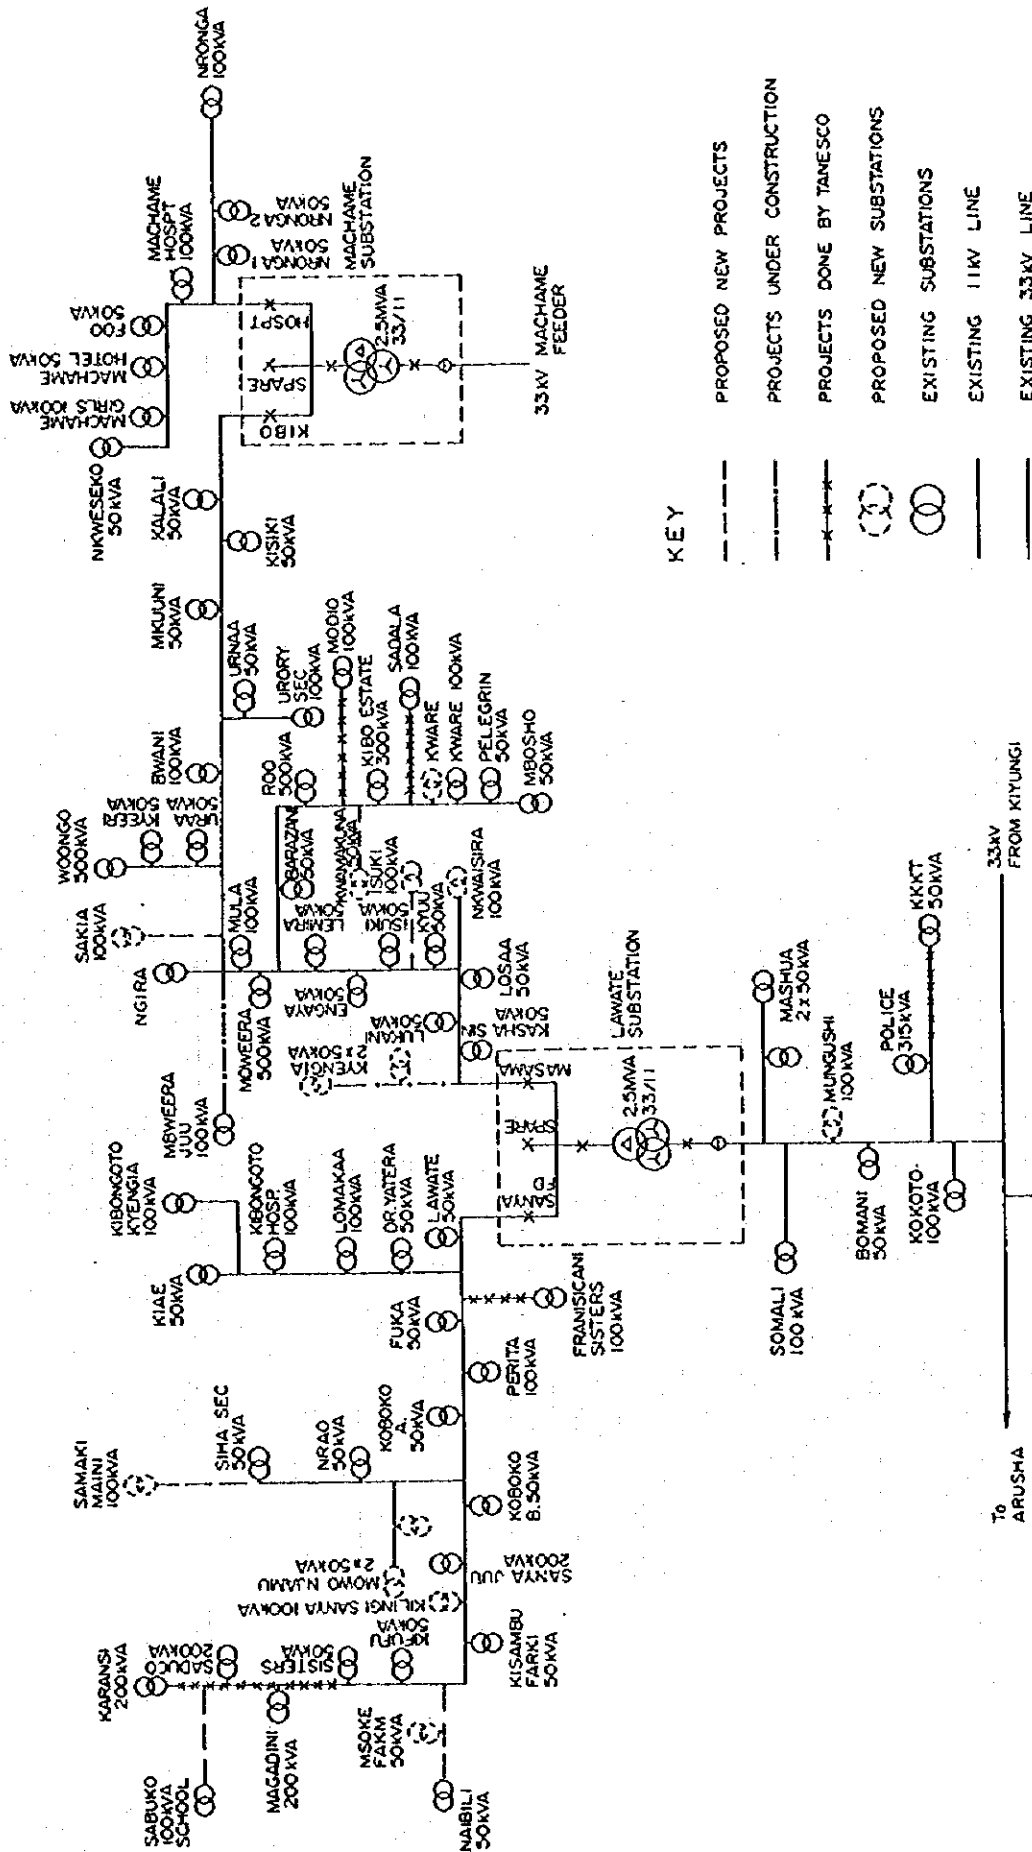 NRONGA
100KVA
MACHAME
HOSPT
100KVA
NRONGA2
50KVA
NRONGA1
50KVA
MACHAME
SUBSTATION
FOO
50KVA
MACHAME
HOTEL 50KVA
MACHAME
GIRLS 100KVA
NKWESEKO
50KVA
HOSPT
SPARE
KIBO
2.5MVA
33/11
33KV MACHAME
FEEDER
KALALI
50KVA
KISIKI
50KVA
MKUUNI
50KVA
URNAA
50KVA
URORY
SEC
100KVA
BWANI
100KVA
WOONGO
500KVA
KYEERI
50KVA
URAA
50KVA
SAKIA
100KVA
NGIRA
MULA
100KVA
MOWEERA
500KVA
MBWEERA
JUU
100KVA
ROO
500KVA
MODIO
100KVA
KIBO ESTATE
300KVA
SADALA
100KVA
KWARE
KWARE 100KVA
PELEGRIN
50KVA
MBOSHO
50KVA
BARAZANI
50KVA
KWANAKUNA
50KVA
LEMIRA
50KVA
ISUKI
100KVA
ISUKI
50KVA
KYUU
50KVA
NKWAISIRA
100KVA
ENGAYA
50KVA
LUKANI
50KVA
LOSAA
50KVA
KASHA
SIN
50KVA
KYENGIA
2 x 50KVA
LAWATE
SUBSTATION
MASAMA
SPARE
SANYA
F'D
2.5MVA
33/11
KIBONGOTO
KYENGIA
100KVA
KIBONGOTO
HOSP.
100KVA
LOMAKAA
100KVA
DR.YATERA
50KVA
LAWATE
50KVA
KIAE
50KVA
FUKA
50KVA
FRANISICANI
SISTERS
100KVA
PERITA
100KVA
KOBOKO
A.
50KVA
KOBOKO
B.50KVA
SIHA SEC
50KVA
NRAO
50KVA
SAMAKI
MAINI
100KVA
MOWO NJAMU
2x50KVA
SANYA JUU
200KVA
KILINGI SANYA 100KVA
KISAMBU
FARKI
50KVA
KIFUFU
50KVA
SISTERS
50KVA
SADUCO
200KVA
KARANSI
200KVA
MAGADINI
200KVA
SABUKO
100KVA
SCHOOL
MSOKE
FAKM
50KVA
NAIBILI
50KVA
MASHUA
2x50KVA
SOMALI
100KVA
MUNGUSHI
100KVA
BOMANI
50KVA
POLICE
315KVA
KKKT
50KVA
KOKOTO-
100KVA
33KV
FROM KIYUNGI
To
ARUSHA
KEY
PROPOSED NEW PROJECTS
PROJECTS UNDER CONSTRUCTION
PROJECTS DONE BY TANESCO
PROPOSED NEW SUBSTATIONS
EXISTING SUBSTATIONS
EXISTING 11KV LINE
EXISTING 33KV LINE